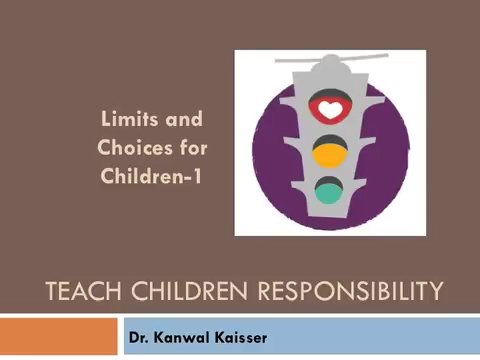 Limits and
Choices for
Children-1
TEACH CHILDREN RESPONSIBILITY
Dr. Kanwal Kaisser